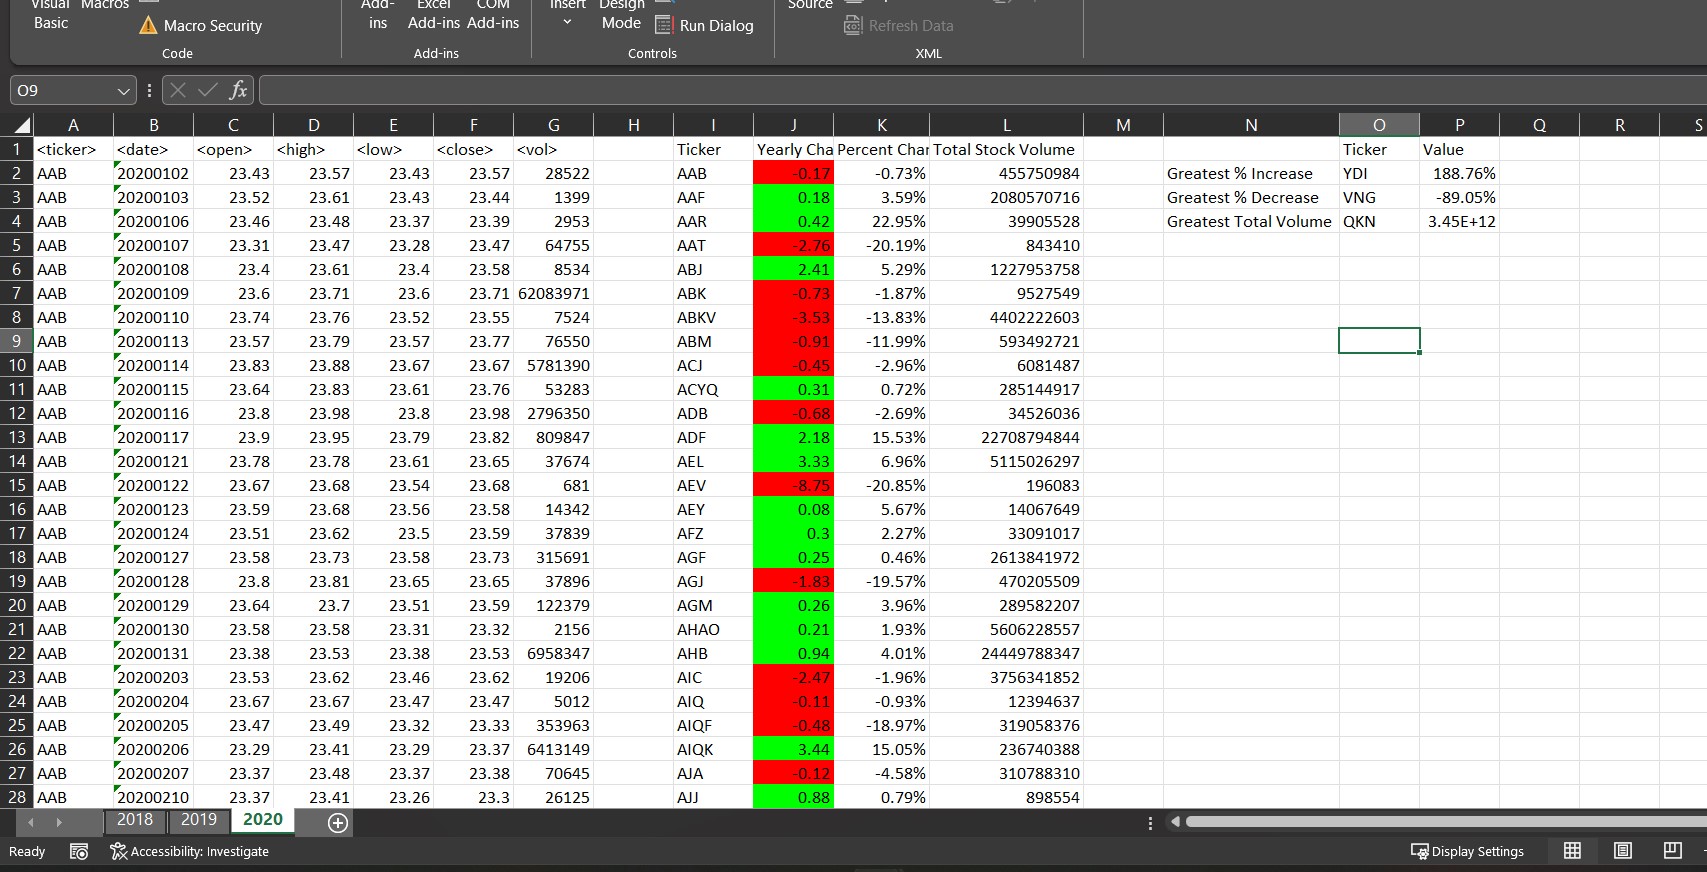 Visual Macros Add- Excel COM Insert Design Source
Basic Macro Security ins Add-ins Add-ins Mode Run Dialog Refresh Data
Code Add-ins Controls XML
O9 fx
A B C D E F G H I J K L M N O P Q R S
1 <ticker> <date> <open> <high> <low> <close> <vol> Ticker Yearly Cha Percent Char Total Stock Volume Ticker Value
2 AAB 20200102 23.43 23.57 23.43 23.57 28522 AAB -0.17 -0.73% 455750984 Greatest % Increase YDI 188.76%
3 AAB 20200103 23.52 23.61 23.43 23.44 1399 AAF 0.18 3.59% 2080570716 Greatest % Decrease VNG -89.05%
4 AAB 20200106 23.46 23.48 23.37 23.39 2953 AAR 0.42 22.95% 39905528 Greatest Total Volume QKN 3.45E+12
5 AAB 20200107 23.31 23.47 23.28 23.47 64755 AAT -2.76 -20.19% 843410
6 AAB 20200108 23.4 23.61 23.4 23.58 8534 ABJ 2.41 5.29% 1227953758
7 AAB 20200109 23.6 23.71 23.6 23.71 62083971 ABK -0.73 -1.87% 9527549
8 AAB 20200110 23.74 23.76 23.52 23.55 7524 ABKV -3.53 -13.83% 4402222603
9 AAB 20200113 23.57 23.79 23.57 23.77 76550 ABM -0.91 -11.99% 593492721
10 AAB 20200114 23.83 23.88 23.67 23.67 5781390 ACJ -0.45 -2.96% 6081487
11 AAB 20200115 23.64 23.83 23.61 23.76 53283 ACYQ 0.31 0.72% 285144917
12 AAB 20200116 23.8 23.98 23.8 23.98 2796350 ADB -0.68 -2.69% 34526036
13 AAB 20200117 23.9 23.95 23.79 23.82 809847 ADF 2.18 15.53% 22708794844
14 AAB 20200121 23.78 23.78 23.61 23.65 37674 AEL 3.33 6.96% 5115026297
15 AAB 20200122 23.67 23.68 23.54 23.68 681 AEV -8.75 -20.85% 196083
16 AAB 20200123 23.59 23.68 23.56 23.58 14342 AEY 0.08 5.67% 14067649
17 AAB 20200124 23.51 23.62 23.5 23.59 37839 AFZ 0.3 2.27% 33091017
18 AAB 20200127 23.58 23.73 23.58 23.73 315691 AGF 0.25 0.46% 2613841972
19 AAB 20200128 23.8 23.81 23.65 23.65 37896 AGJ -1.83 -19.57% 470205509
20 AAB 20200129 23.64 23.7 23.51 23.59 122379 AGM 0.26 3.96% 289582207
21 AAB 20200130 23.58 23.58 23.31 23.32 2156 AHAO 0.21 1.93% 5606228557
22 AAB 20200131 23.38 23.53 23.38 23.53 6958347 AHB 0.94 4.01% 24449788347
23 AAB 20200203 23.53 23.62 23.46 23.62 19206 AIC -2.47 -1.96% 3756341852
24 AAB 20200204 23.67 23.67 23.47 23.47 5012 AIQ -0.11 -0.93% 12394637
25 AAB 20200205 23.47 23.49 23.32 23.33 353963 AIQF -0.48 -18.97% 319058376
26 AAB 20200206 23.29 23.41 23.29 23.37 6413149 AIQK 3.44 15.05% 236740388
27 AAB 20200207 23.37 23.48 23.37 23.38 70645 AJA -0.12 -4.58% 310788310
28 AAB 20200210 23.37 23.41 23.26 23.3 26125 AJJ 0.88 0.79% 898554
2018 2019 2020
Ready Accessibility: Investigate Display Settings